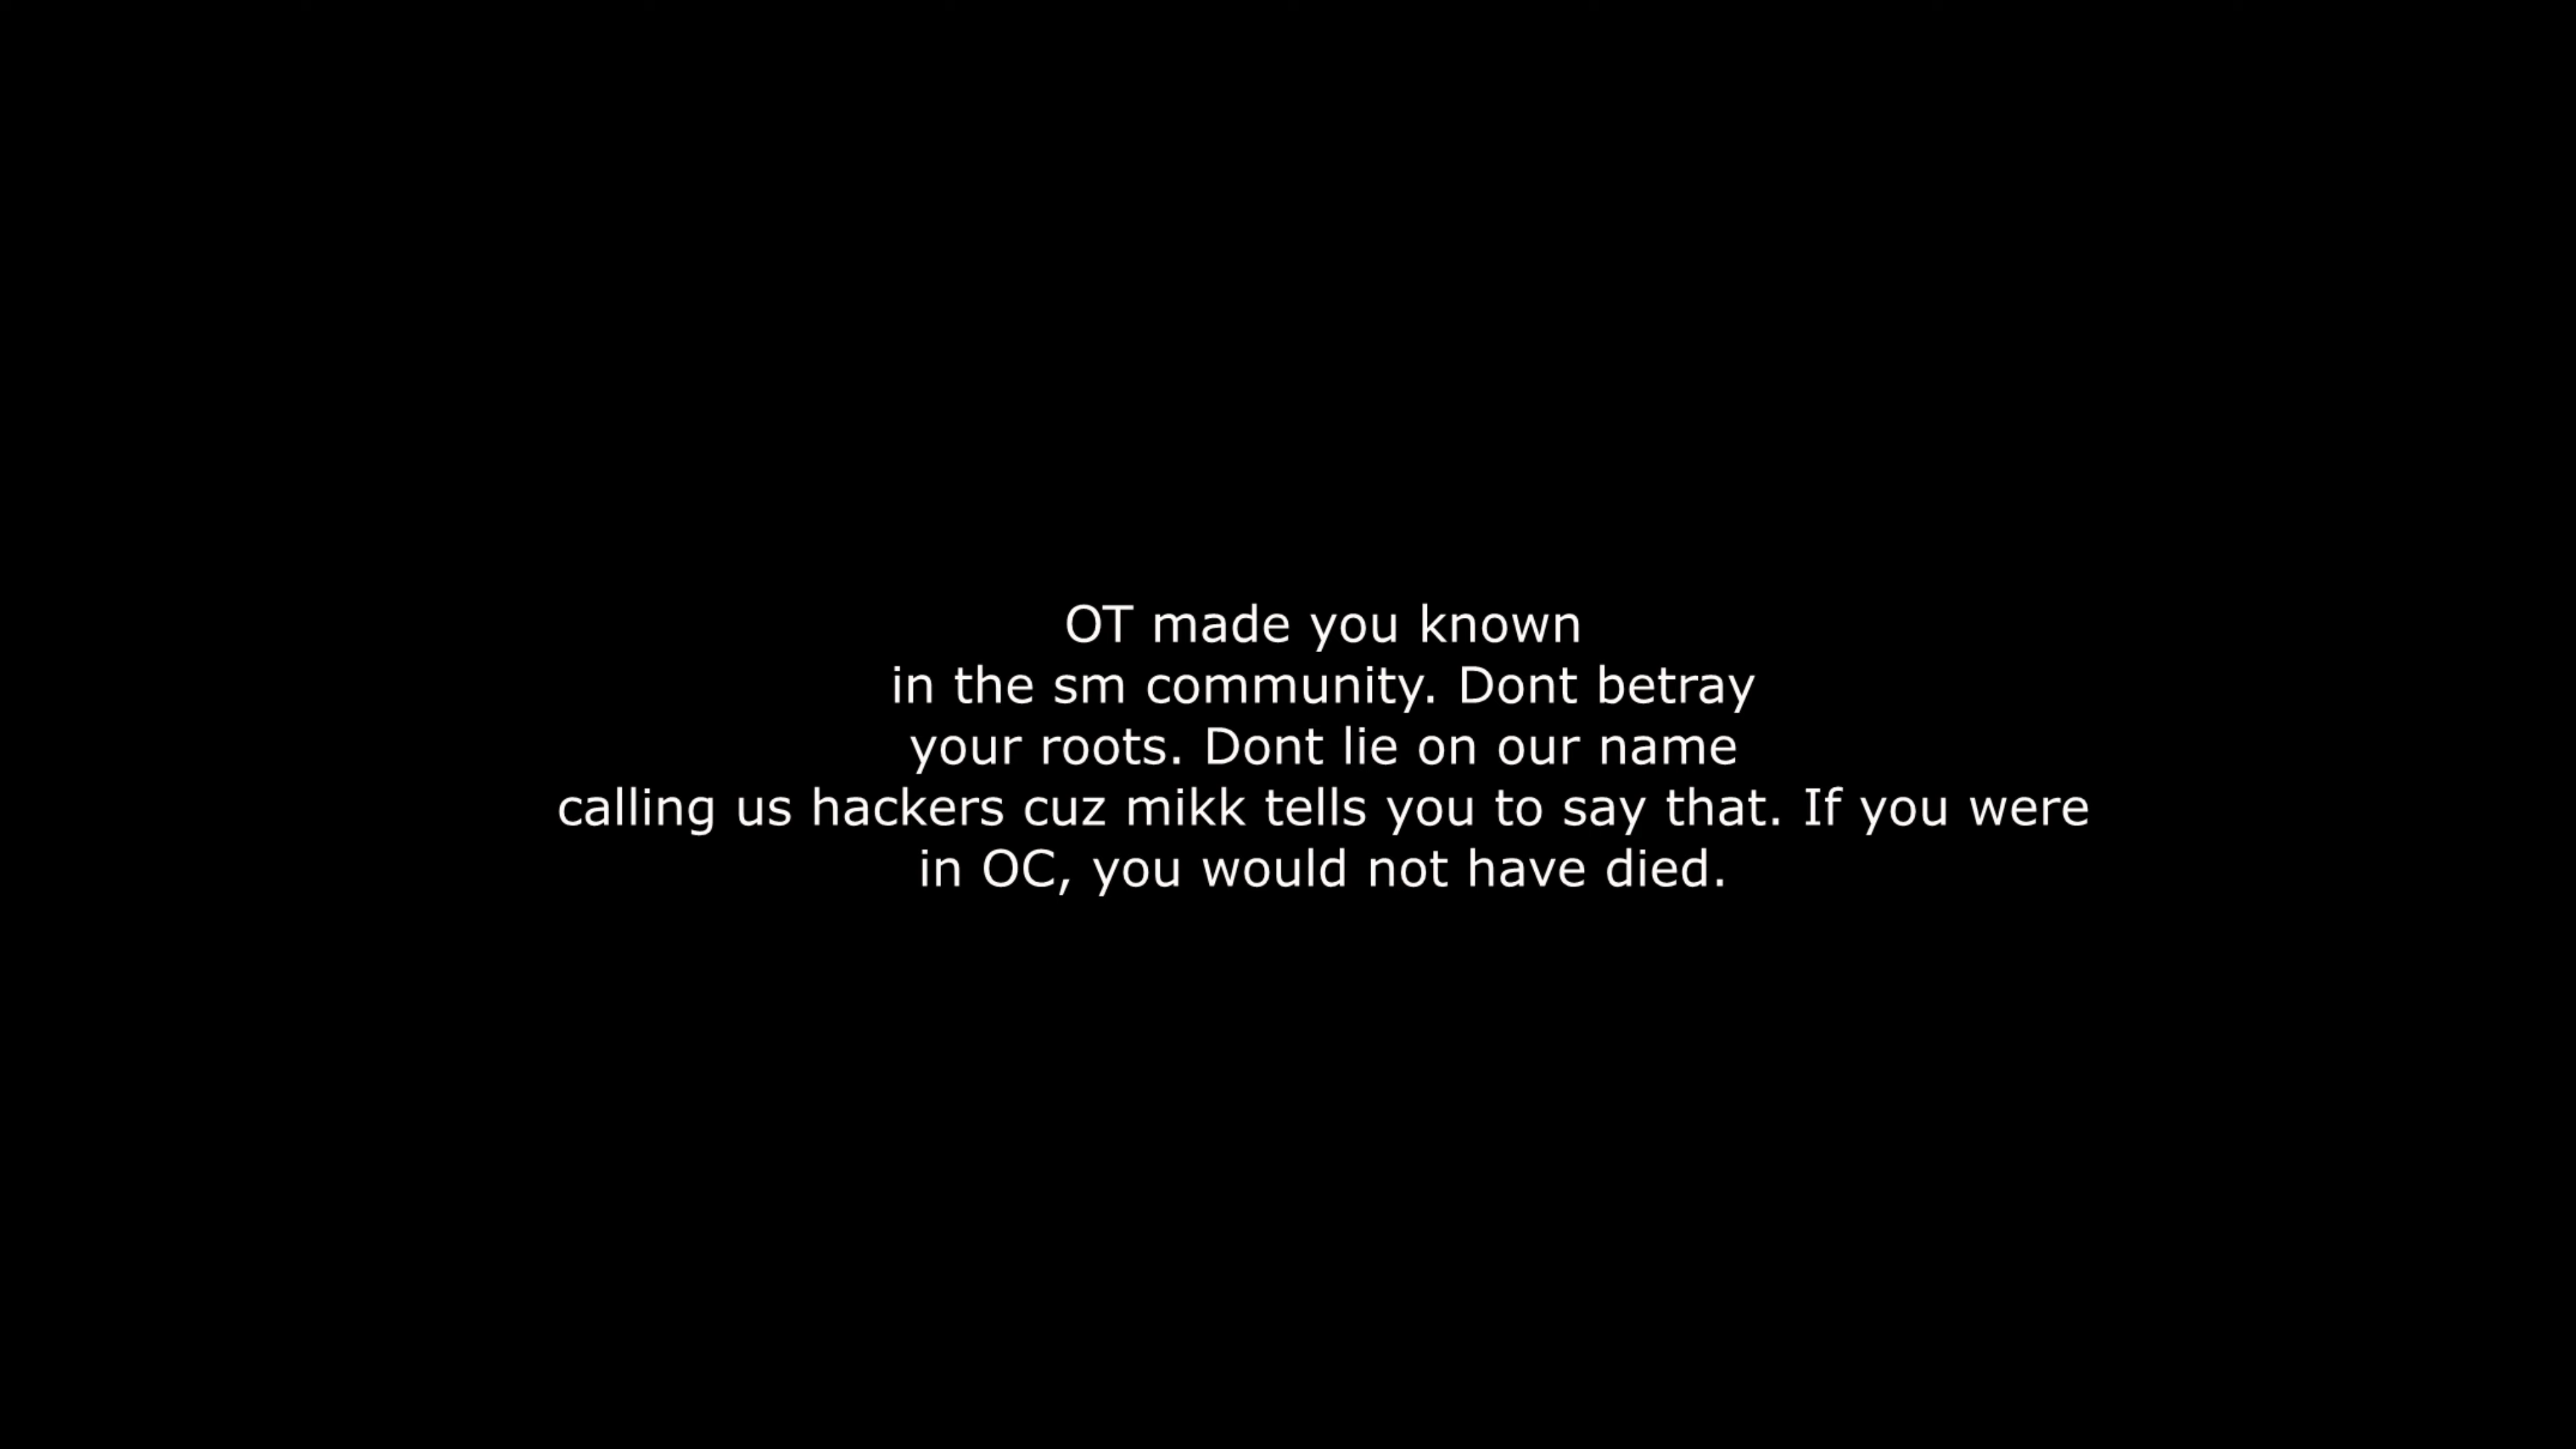 OT made you known
in the sm community. Dont betray
your roots. Dont lie on our name
calling us hackers cuz mikk tells you to say that. If you were
in OC, you would not have died.